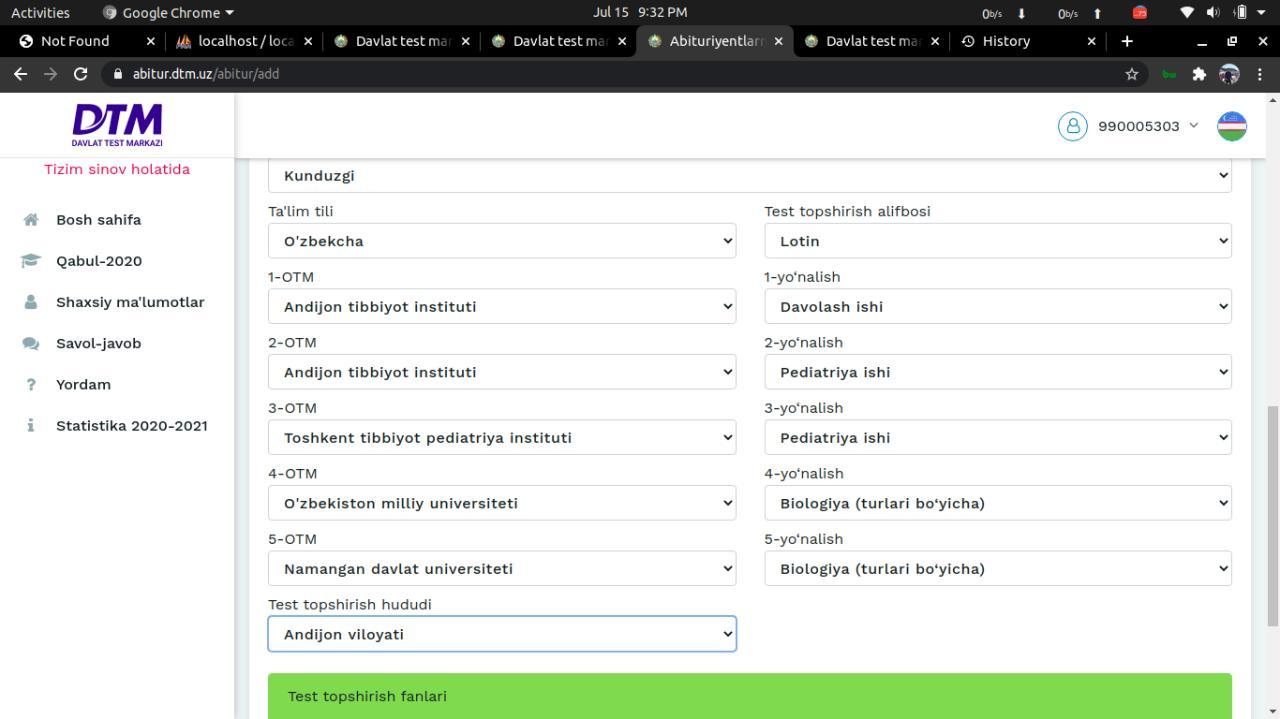 Activities Google Chrome Jul 15 9:32 PM 0b/s 0b/s
Not Found localhost / loca Davlat test mar Davlat test mar Abituriyentlarn Davlat test ma History
abitur.dtm.uz/abitur/add
DTM
DAVLAT TEST MARKAZI
990005303
Tizim sinov holatida
Bosh sahifa
Qabul-2020
Shaxsiy ma'lumotlar
Savol-javob
Yordam
Statistika 2020-2021
Kunduzgi
Ta'lim tili Test topshirish alifbosi
O'zbekcha Lotin
1-OTM 1-yo‘nalish
Andijon tibbiyot instituti Davolash ishi
2-OTM 2-yo‘nalish
Andijon tibbiyot instituti Pediatriya ishi
3-OTM 3-yo‘nalish
Toshkent tibbiyot pediatriya instituti Pediatriya ishi
4-OTM 4-yo‘nalish
O'zbekiston milliy universiteti Biologiya (turlari bo‘yicha)
5-OTM 5-yo‘nalish
Namangan davlat universiteti Biologiya (turlari bo‘yicha)
Test topshirish hududi
Andijon viloyati
Test topshirish fanlari